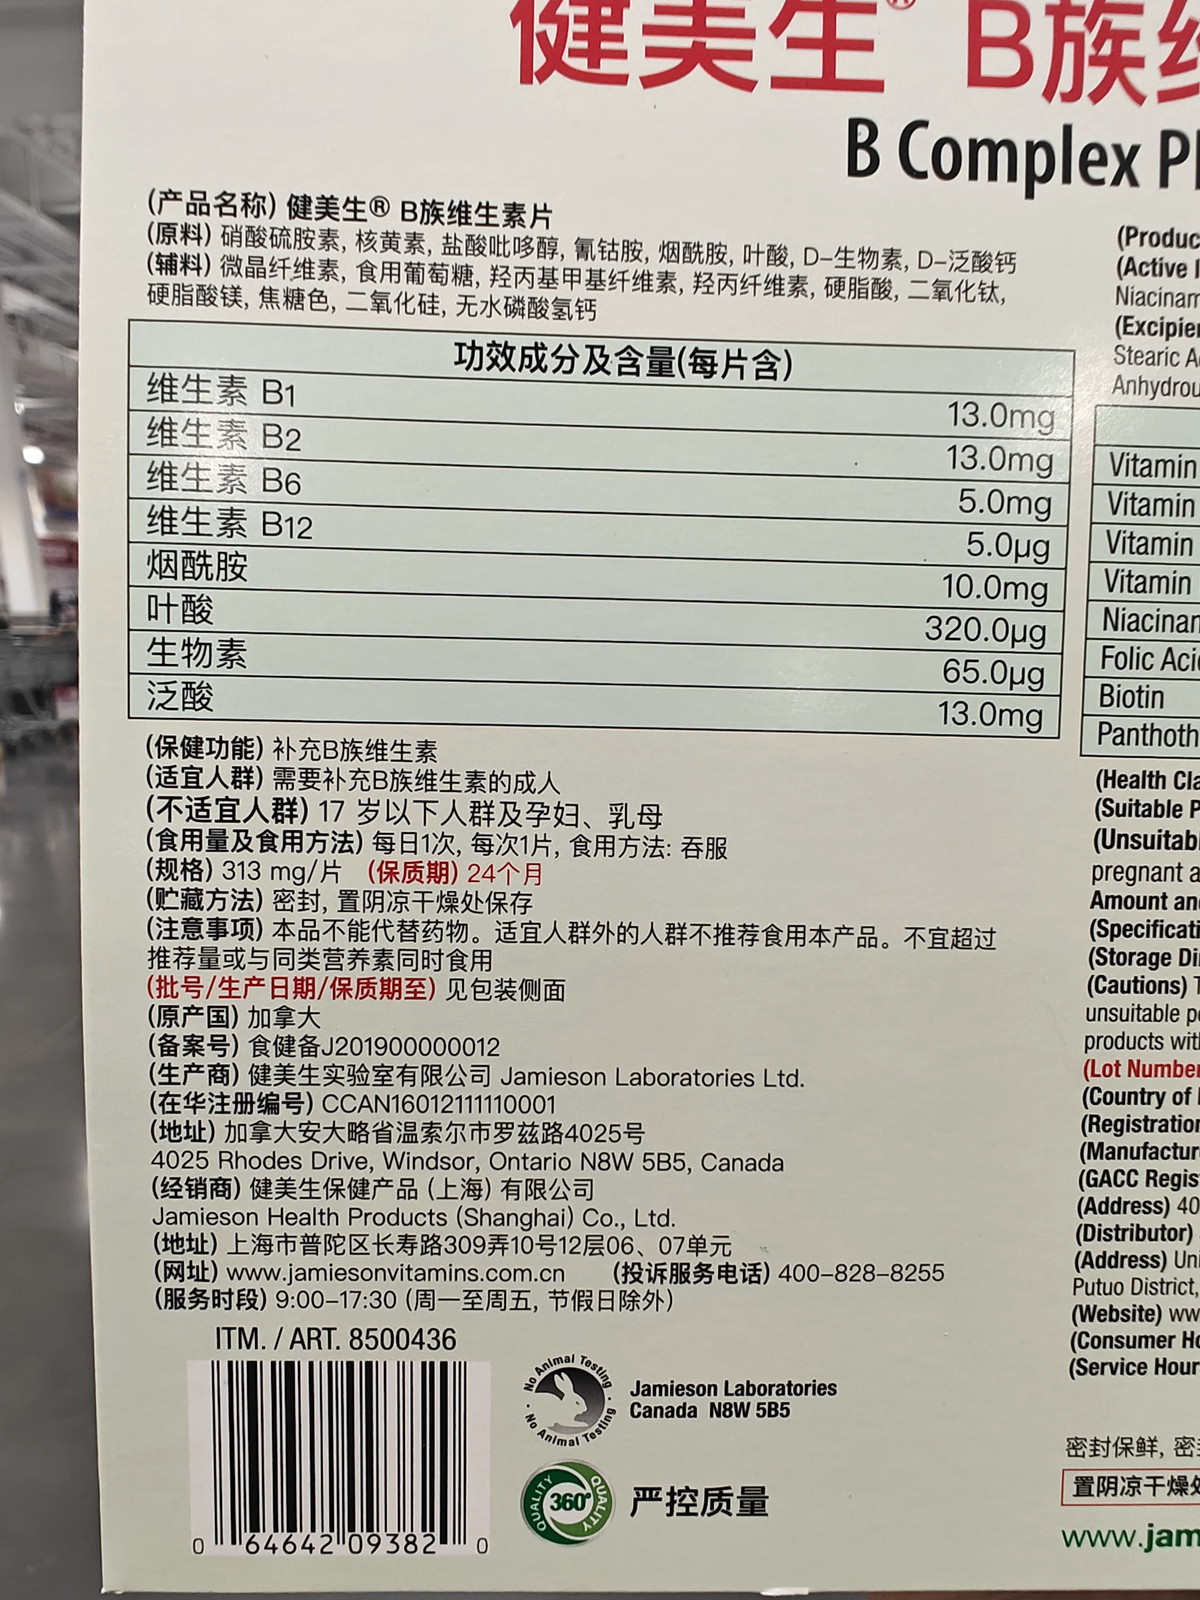 健美生® B族
B Complex
(产品名称) 健美生® B族维生素片
(原料) 硝酸硫胺素, 核黄素, 盐酸吡哆醇, 氰钴胺, 烟酰胺, 叶酸, D-生物素, D-泛酸钙
(辅料) 微晶纤维素, 食用葡萄糖, 羟丙基甲基纤维素, 羟丙纤维素, 硬脂酸, 二氧化钛,
硬脂酸镁, 焦糖色, 二氧化硅, 无水磷酸氢钙
功效成分及含量(每片含)
维生素 B1 13.0mg
维生素 B2 13.0mg
维生素 B6 5.0mg
维生素 B12 5.0μg
烟酰胺 10.0mg
叶酸 320.0μg
生物素 65.0μg
泛酸 13.0mg
(保健功能) 补充B族维生素
(适宜人群) 需要补充B族维生素的成人
(不适宜人群) 17 岁以下人群及孕妇、乳母
(食用量及食用方法) 每日1次, 每次1片, 食用方法: 吞服
(规格) 313 mg/片 (保质期) 24个月
(贮藏方法) 密封, 置阴凉干燥处保存
(注意事项) 本品不能代替药物。适宜人群外的人群不推荐食用本产品。不宜超过
推荐量或与同类营养素同时食用
(批号/生产日期/保质期至) 见包装侧面
(原产国) 加拿大
(备案号) 食健备J201900000012
(生产商) 健美生实验室有限公司 Jamieson Laboratories Ltd.
(在华注册编号) CCAN16012111110001
(地址) 加拿大安大略省温索尔市罗兹路4025号
4025 Rhodes Drive, Windsor, Ontario N8W 5B5, Canada
(经销商) 健美生保健产品 (上海) 有限公司
Jamieson Health Products (Shanghai) Co., Ltd.
(地址) 上海市普陀区长寿路309弄10号12层06、07单元
(网址) www.jamiesonvitamins.com.cn (投诉服务电话) 400-828-8255
(服务时段) 9:00-17:30 (周一至周五, 节假日除外)
ITM. / ART. 8500436
0 64642 09382 0
No Animal Testing · No Animal Testing ·
Jamieson Laboratories
Canada N8W 5B5
QUALITY 360° QUALITY
严控质量
(Produc
(Active
Niacinam
(Excipie
Stearic
Anhydrou
Vitamin
Vitamin
Vitamin
Vitamin
Niacinam
Folic
Biotin
Panthoth
(Health
(Suitable
(Unsuitab
pregnant
Amount
(Specificati
(Storage
(Cautions)
unsuitable
products
(Lot Number
(Country of
(Registration
(Manufactur
(GACC Regis
(Address) 40
(Distributor)
(Address)
Putuo District,
(Website)
(Consumer
(Service Hour
密封保鲜,
置阴凉干燥处
www.jam